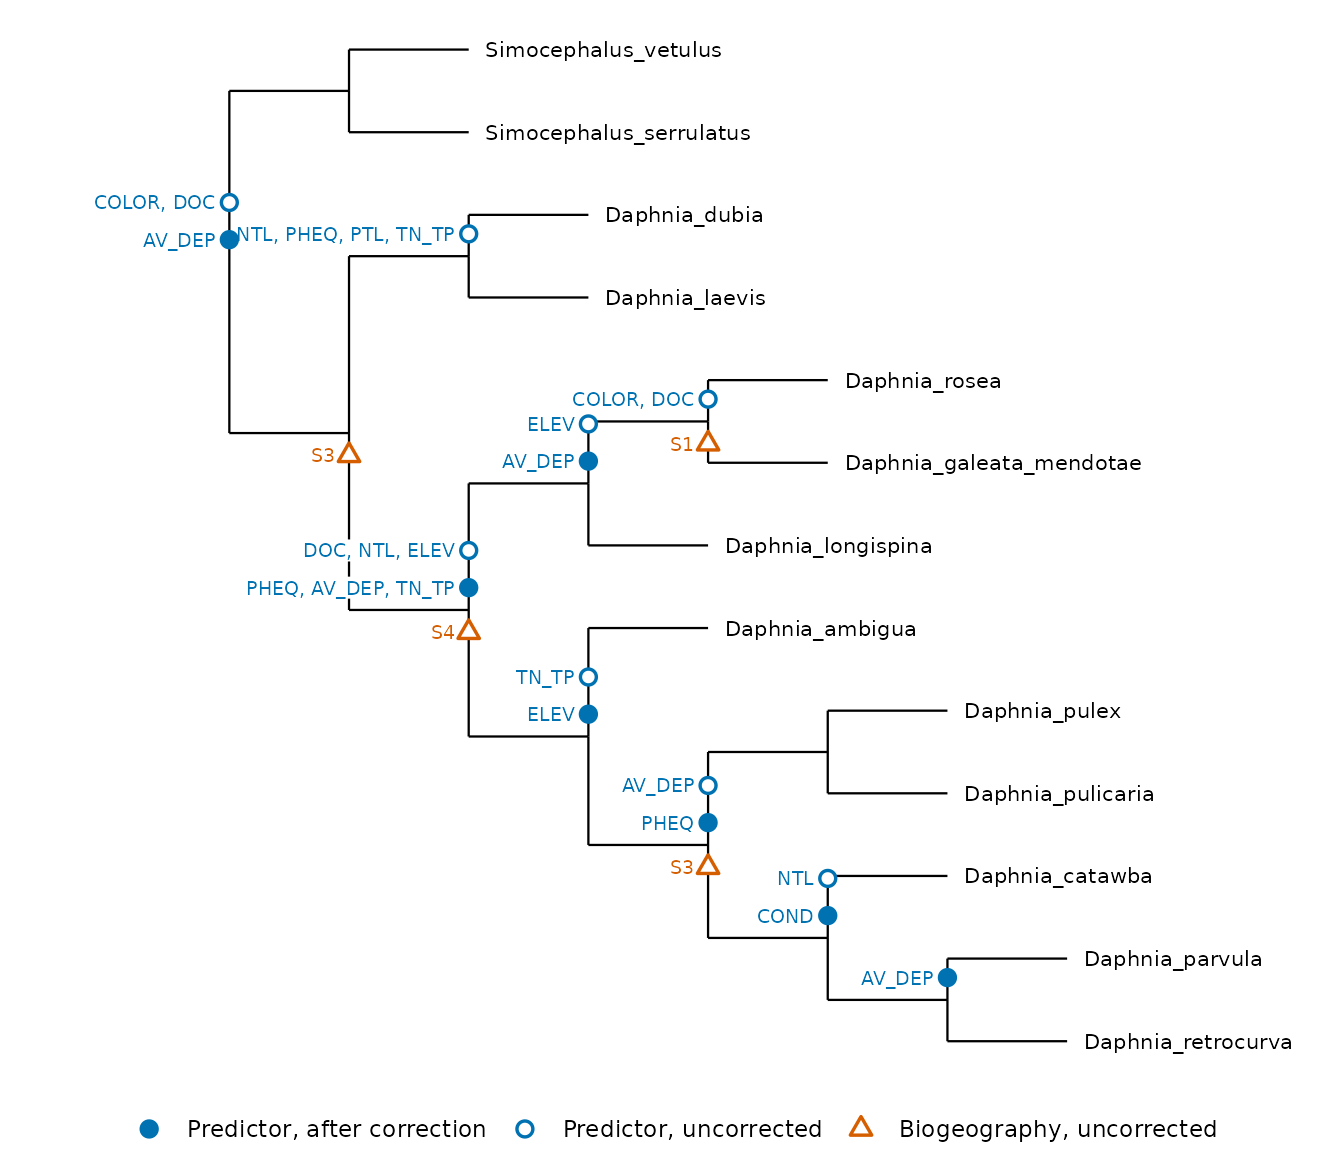 Simocephalus_vetulus
Simocephalus_serrulatus
COLOR, DOC
Daphnia_dubia
NTL, PHEQ, PTL, TN_TP
AV_DEP
Daphnia_laevis
Daphnia_rosea
COLOR, DOC
ELEV
S1
S3
AV_DEP
Daphnia_galeata_mendotae
Daphnia_longispina
DOC, NTL, ELEV
PHEQ, AV_DEP, TN_TP
Daphnia_ambigua
S4
TN_TP
Daphnia_pulex
ELEV
AV_DEP
Daphnia_pulicaria
PHEQ
S3
Daphnia_catawba
NTL
COND
Daphnia_parvula
AV_DEP
Daphnia_retrocurva
Predictor, after correction
Predictor, uncorrected
Biogeography, uncorrected